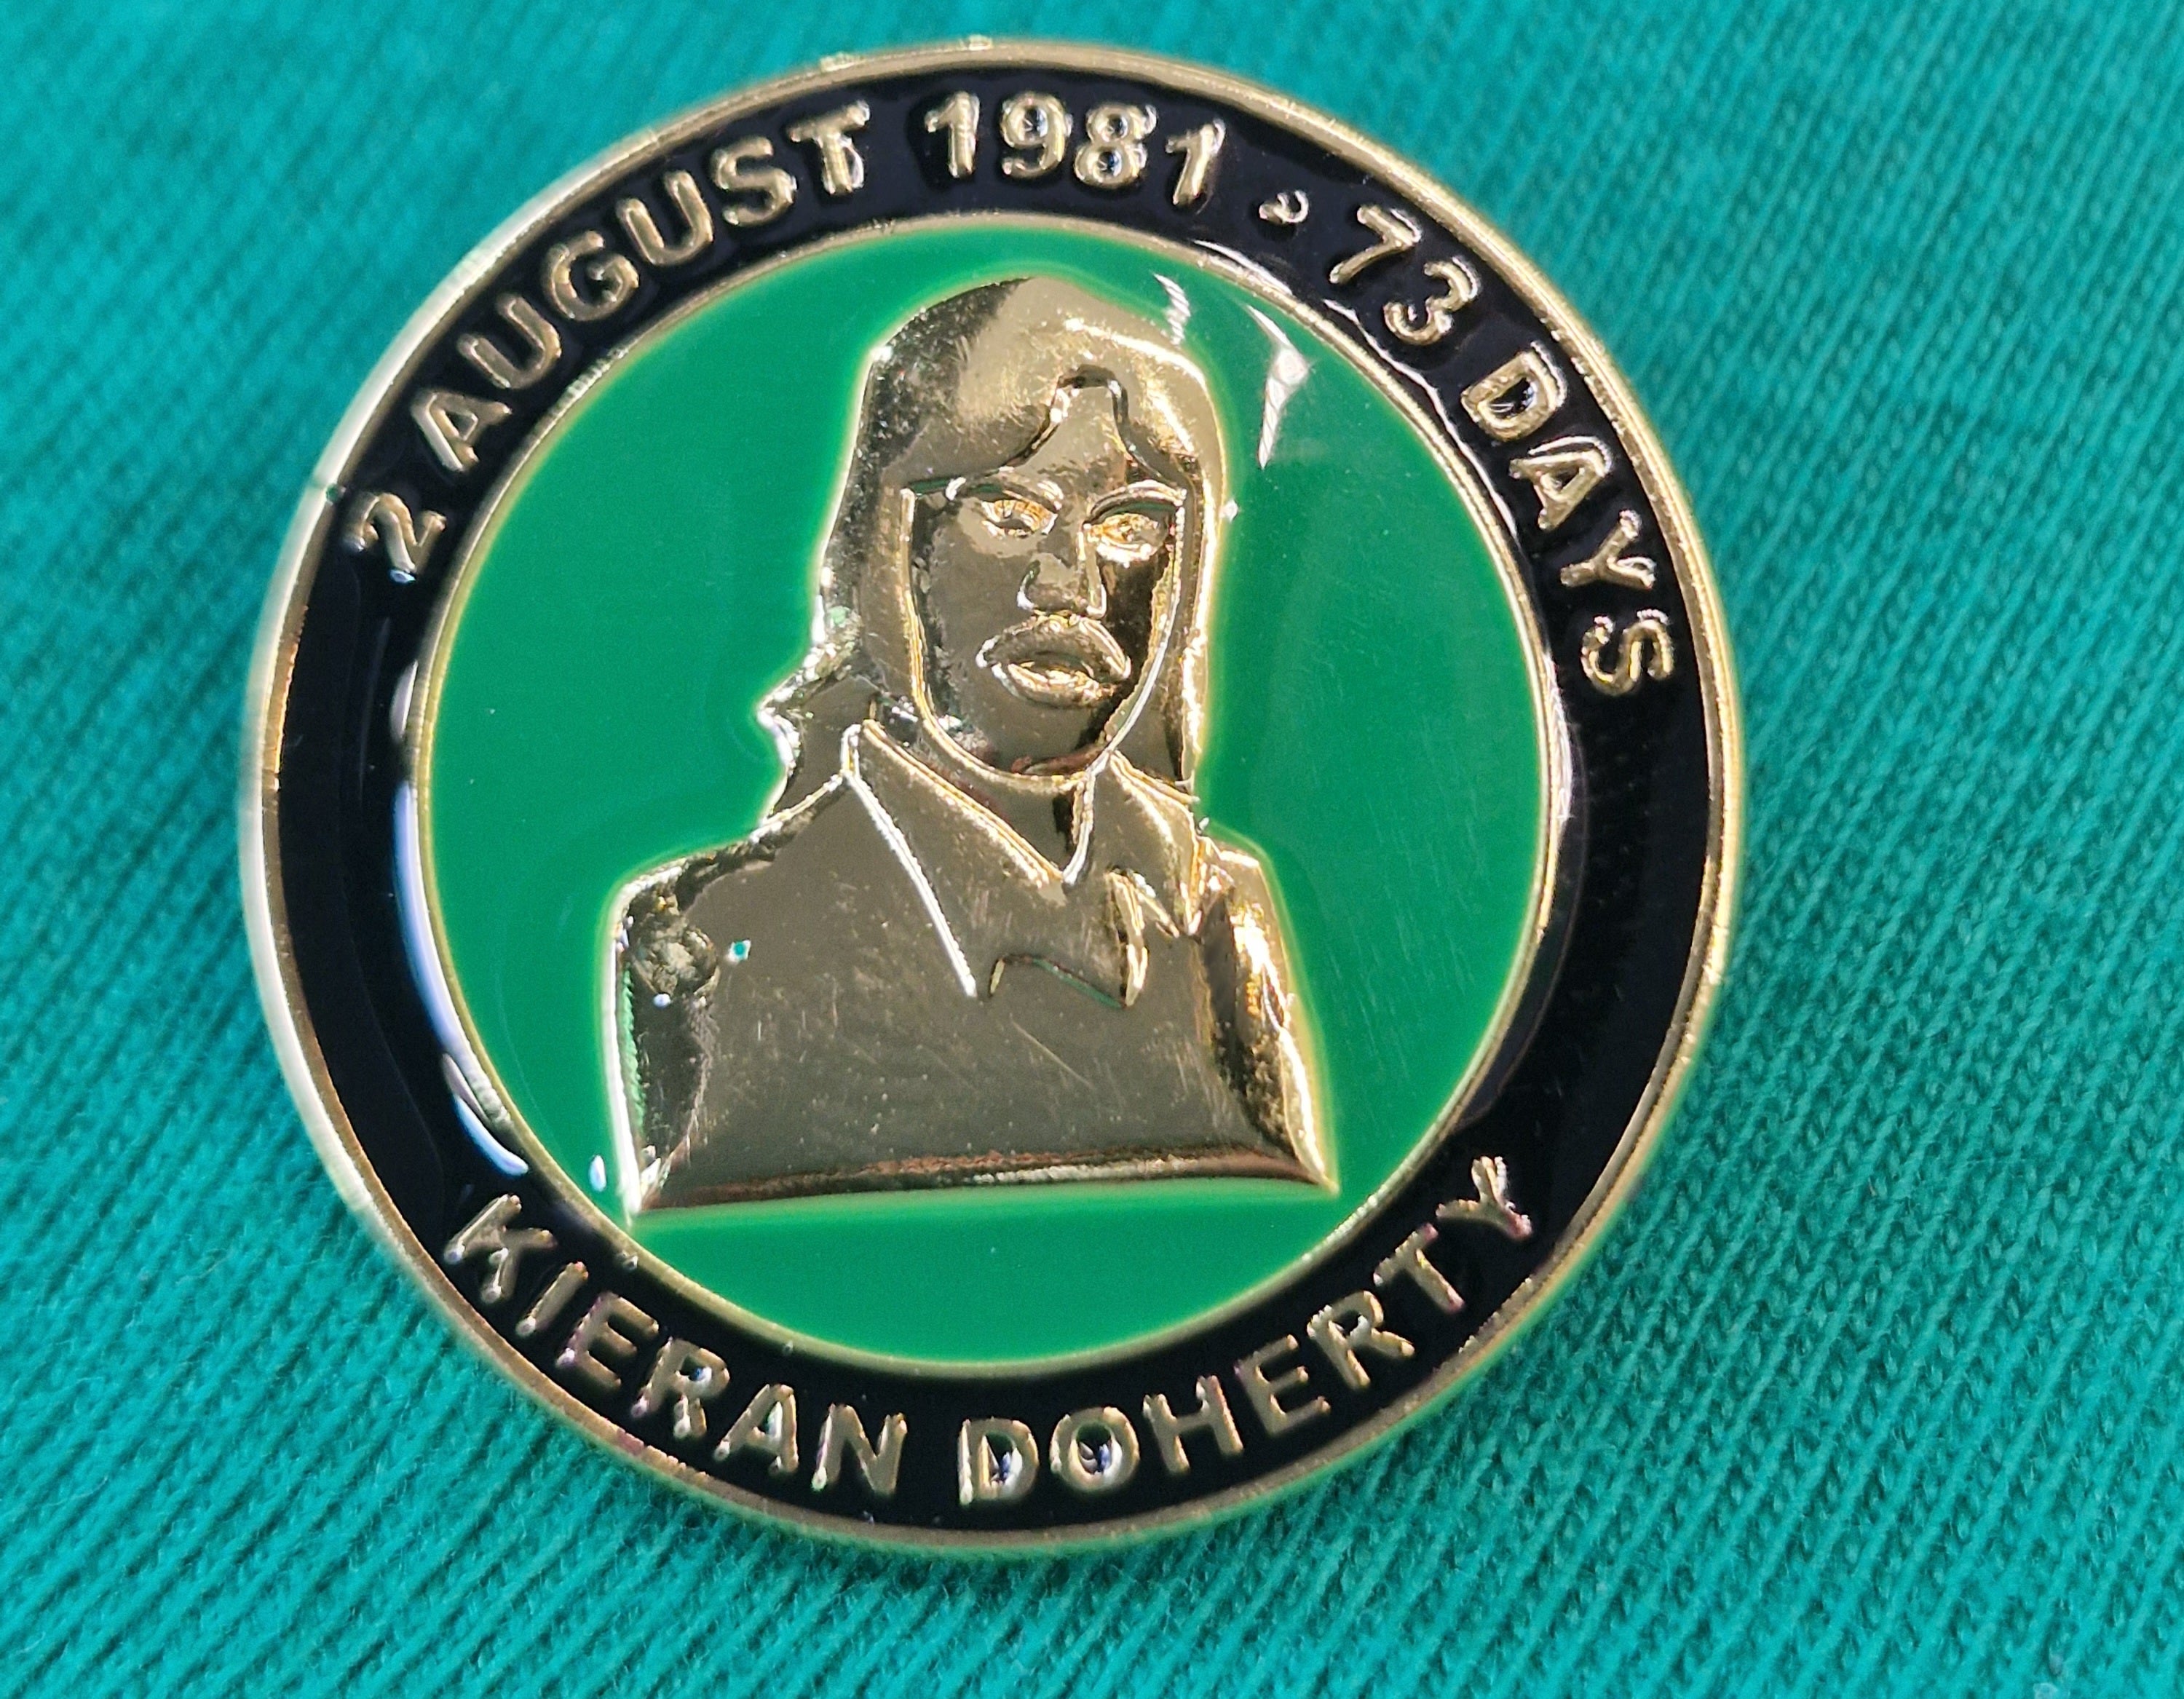 2 AUGUST 1981 • 73 DAYS
KIERAN DOHERTY